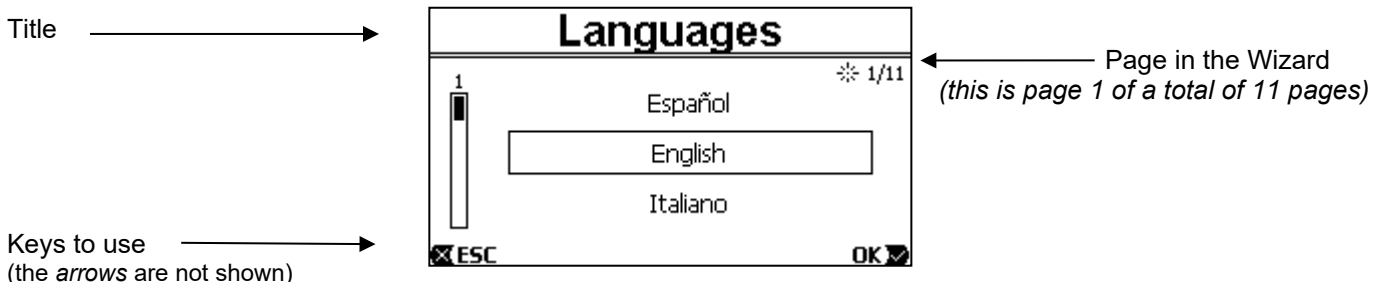 Title
Languages
Page in the Wizard
(this is page 1 of a total of 11 pages)
1
1/11
Español
English
Italiano
Keys to use
(the arrows are not shown)
ESC
OK